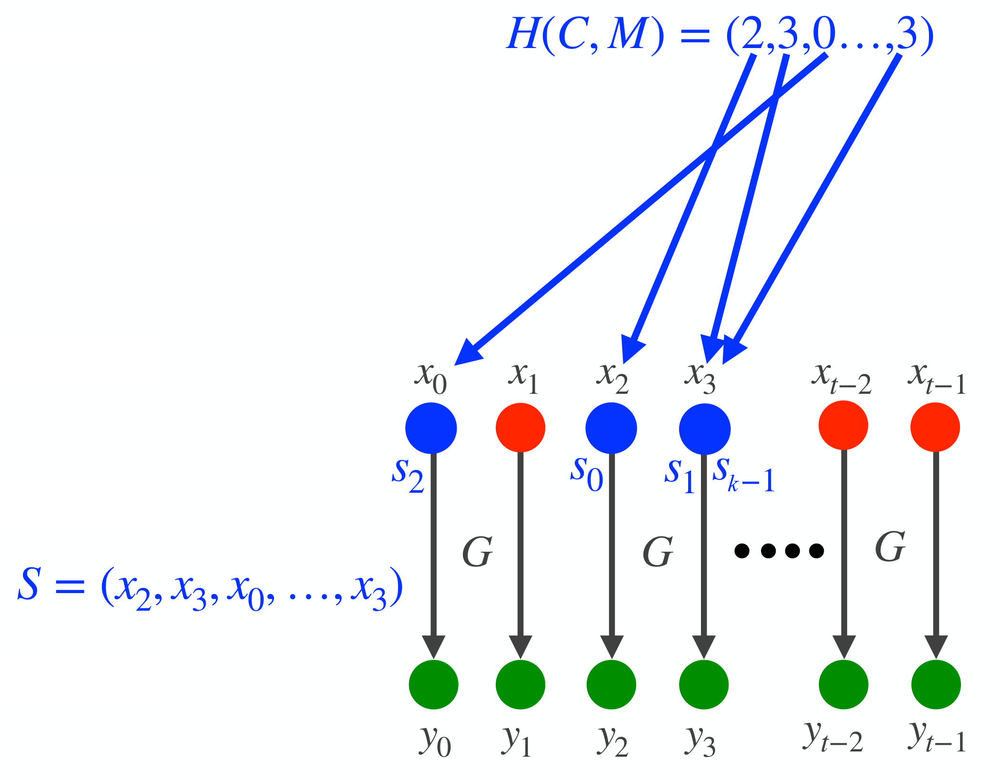 H(C, M) = (2,3,0....,3)
x₀ x₁ x₂ x₃ xₜ₋₂ xₜ₋₁
s₂ s₀ s₁ sₖ₋₁
G G G
S = (x₂, x₃, x₀, ...., x₃)
y₀ y₁ y₂ y₃ yₜ₋₂ yₜ₋₁